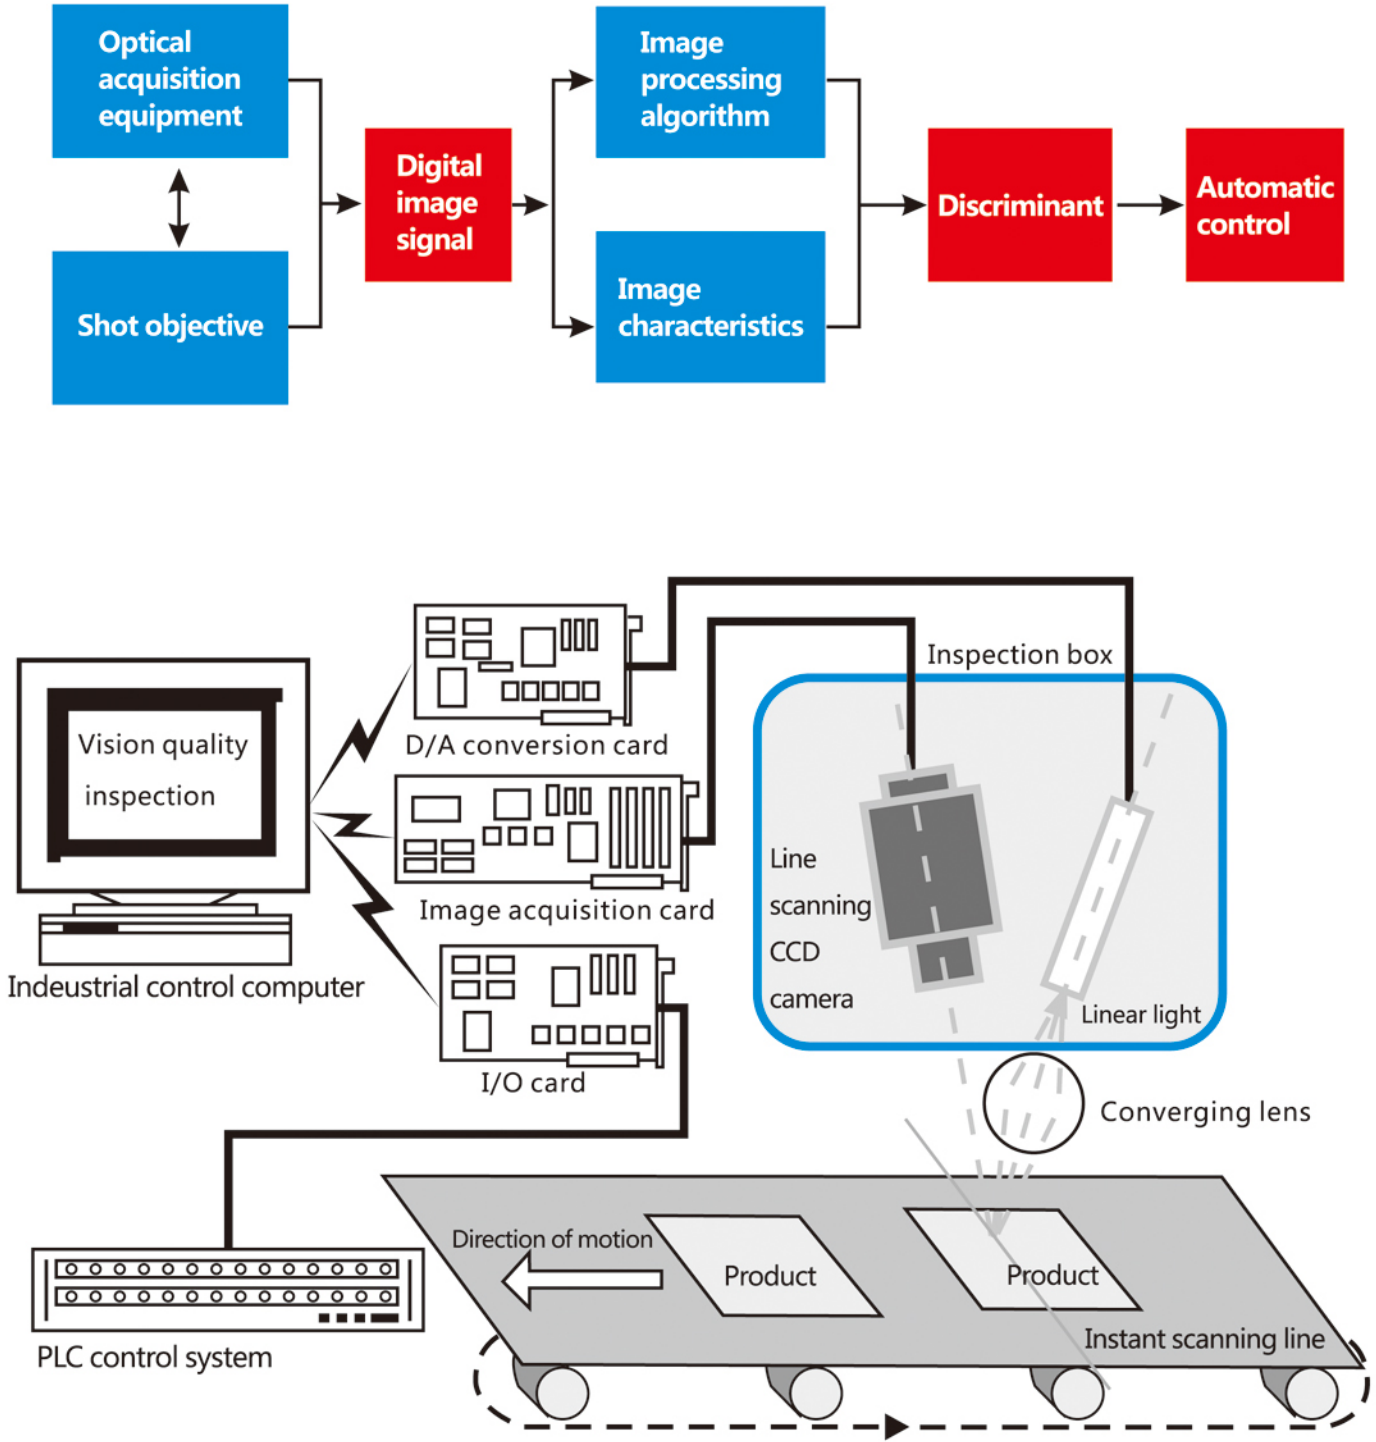 Optical
acquisition
equipment
Image
processing
algorithm
Digital
image
signal
Discriminant
Automatic
control
Shot objective
Image
characteristics
Inspection box
Vision quality
inspection
D/A conversion card
Line
scanning
CCD
camera
Image acquisition card
Indeustrial control computer
Linear light
I/O card
Converging lens
Direction of motion
Product
Product
Instant scanning line
PLC control system